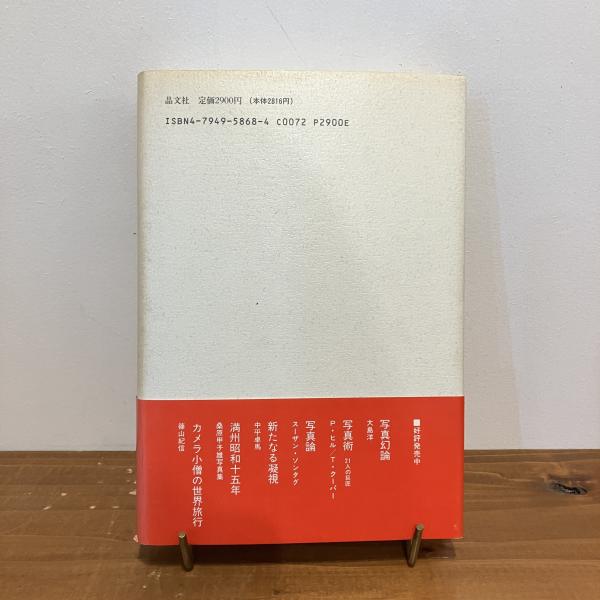 晶文社 定価2900円 (本体2816円)
ISBN4-7949-5868-4 C0072 P2900E
■好評発売中
写真幻論
大島洋
写真術 21人の巨匠
P・ヒル/T・クーパー
写真論
スーザン・ソンタグ
新たなる凝視
中平卓馬
満州昭和十五年
桑原甲子雄写真集
カメラ小僧の世界旅行
篠山紀信